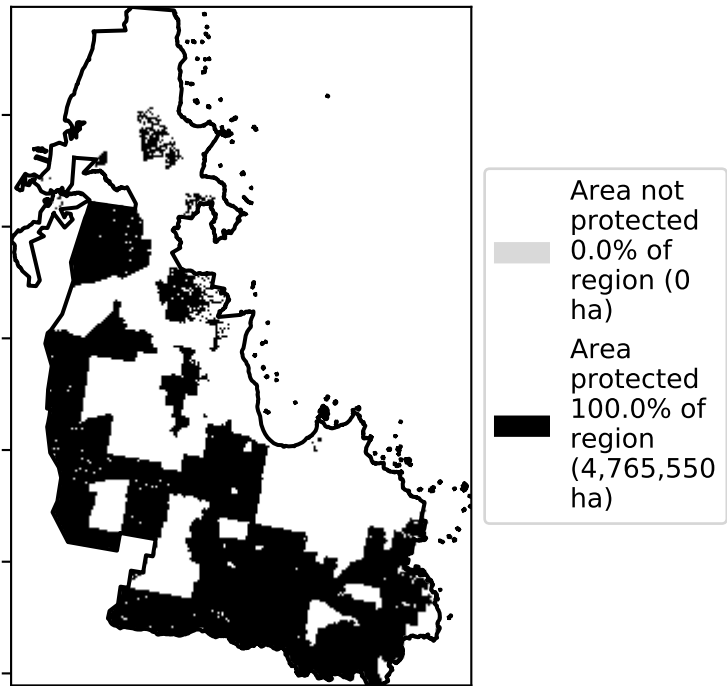 Area not
protected
0.0% of
region (0
ha)
Area
protected
100.0% of
region
(4,765,550
ha)